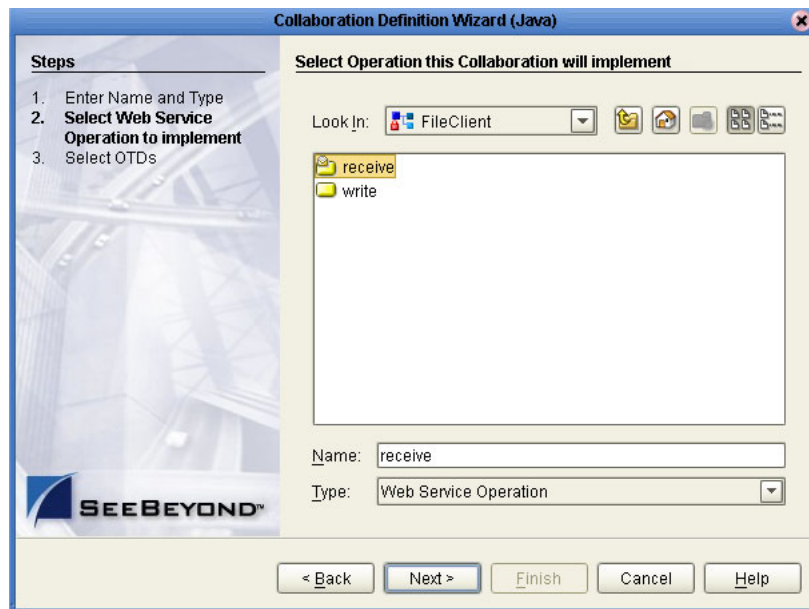 Collaboration Definition Wizard (Java)
Steps
1. Enter Name and Type
2. Select Web Service
Operation to implement
3. Select OTDs
SEEBEYOND™
Select Operation this Collaboration will implement
Look In: FileClient
receive
write
Name: receive
Type: Web Service Operation
< Back Next > Finish Cancel Help